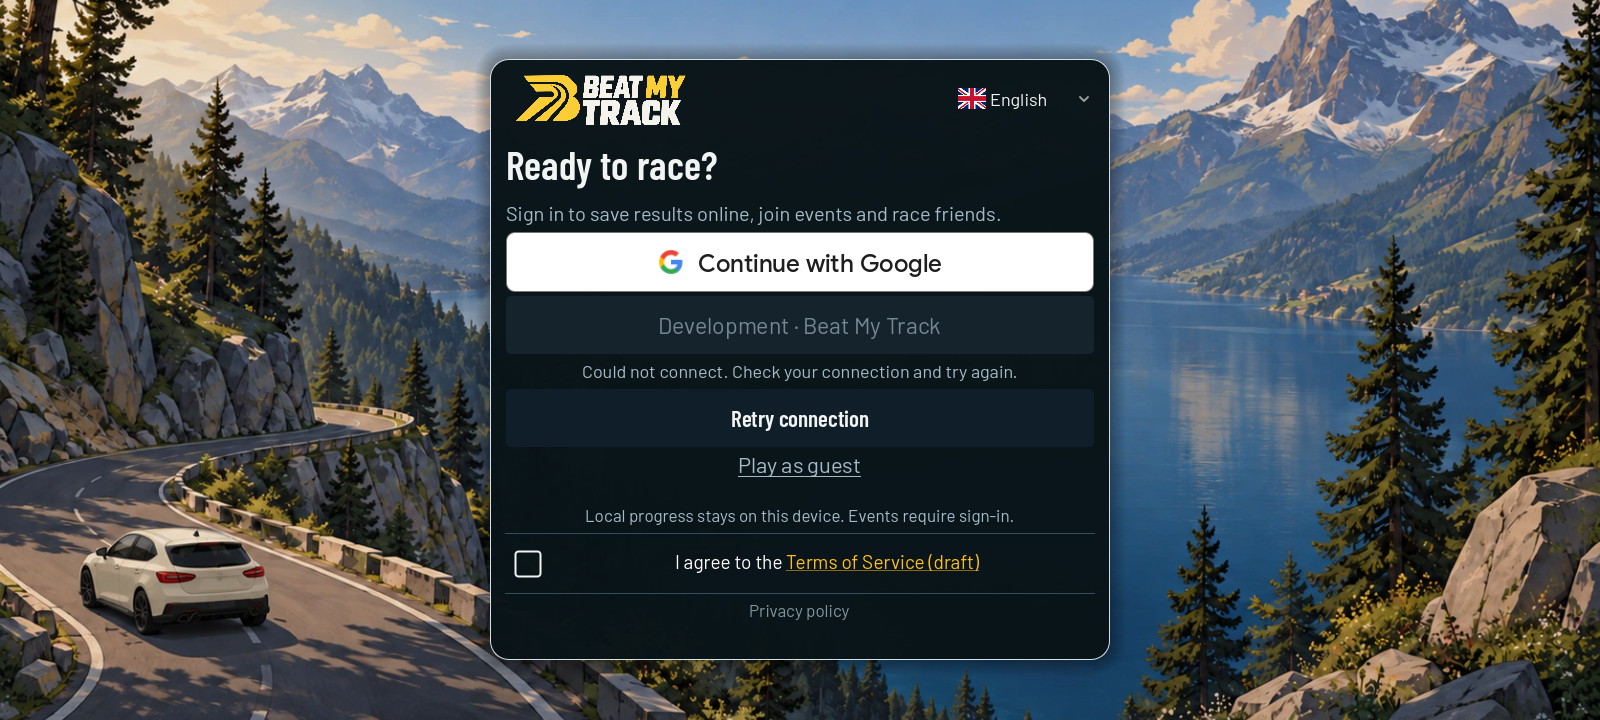 BEAT MY
TRACK
English
Ready to race?
Sign in to save results online, join events and race friends.
Continue with Google
Development · Beat My Track
Could not connect. Check your connection and try again.
Retry connection
Play as guest
Local progress stays on this device. Events require sign-in.
I agree to the Terms of Service (draft)
Privacy policy